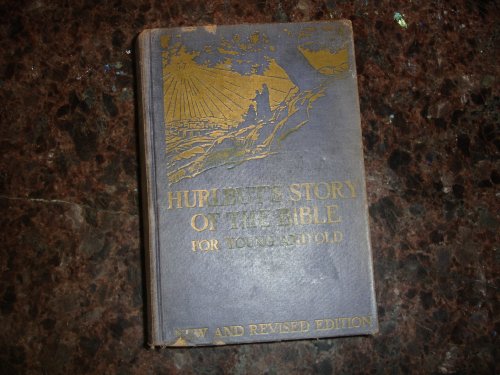 HURLBUT'S STORY
OF THE BIBLE
FOR YOUNG AND OLD
NEW AND REVISED EDITION